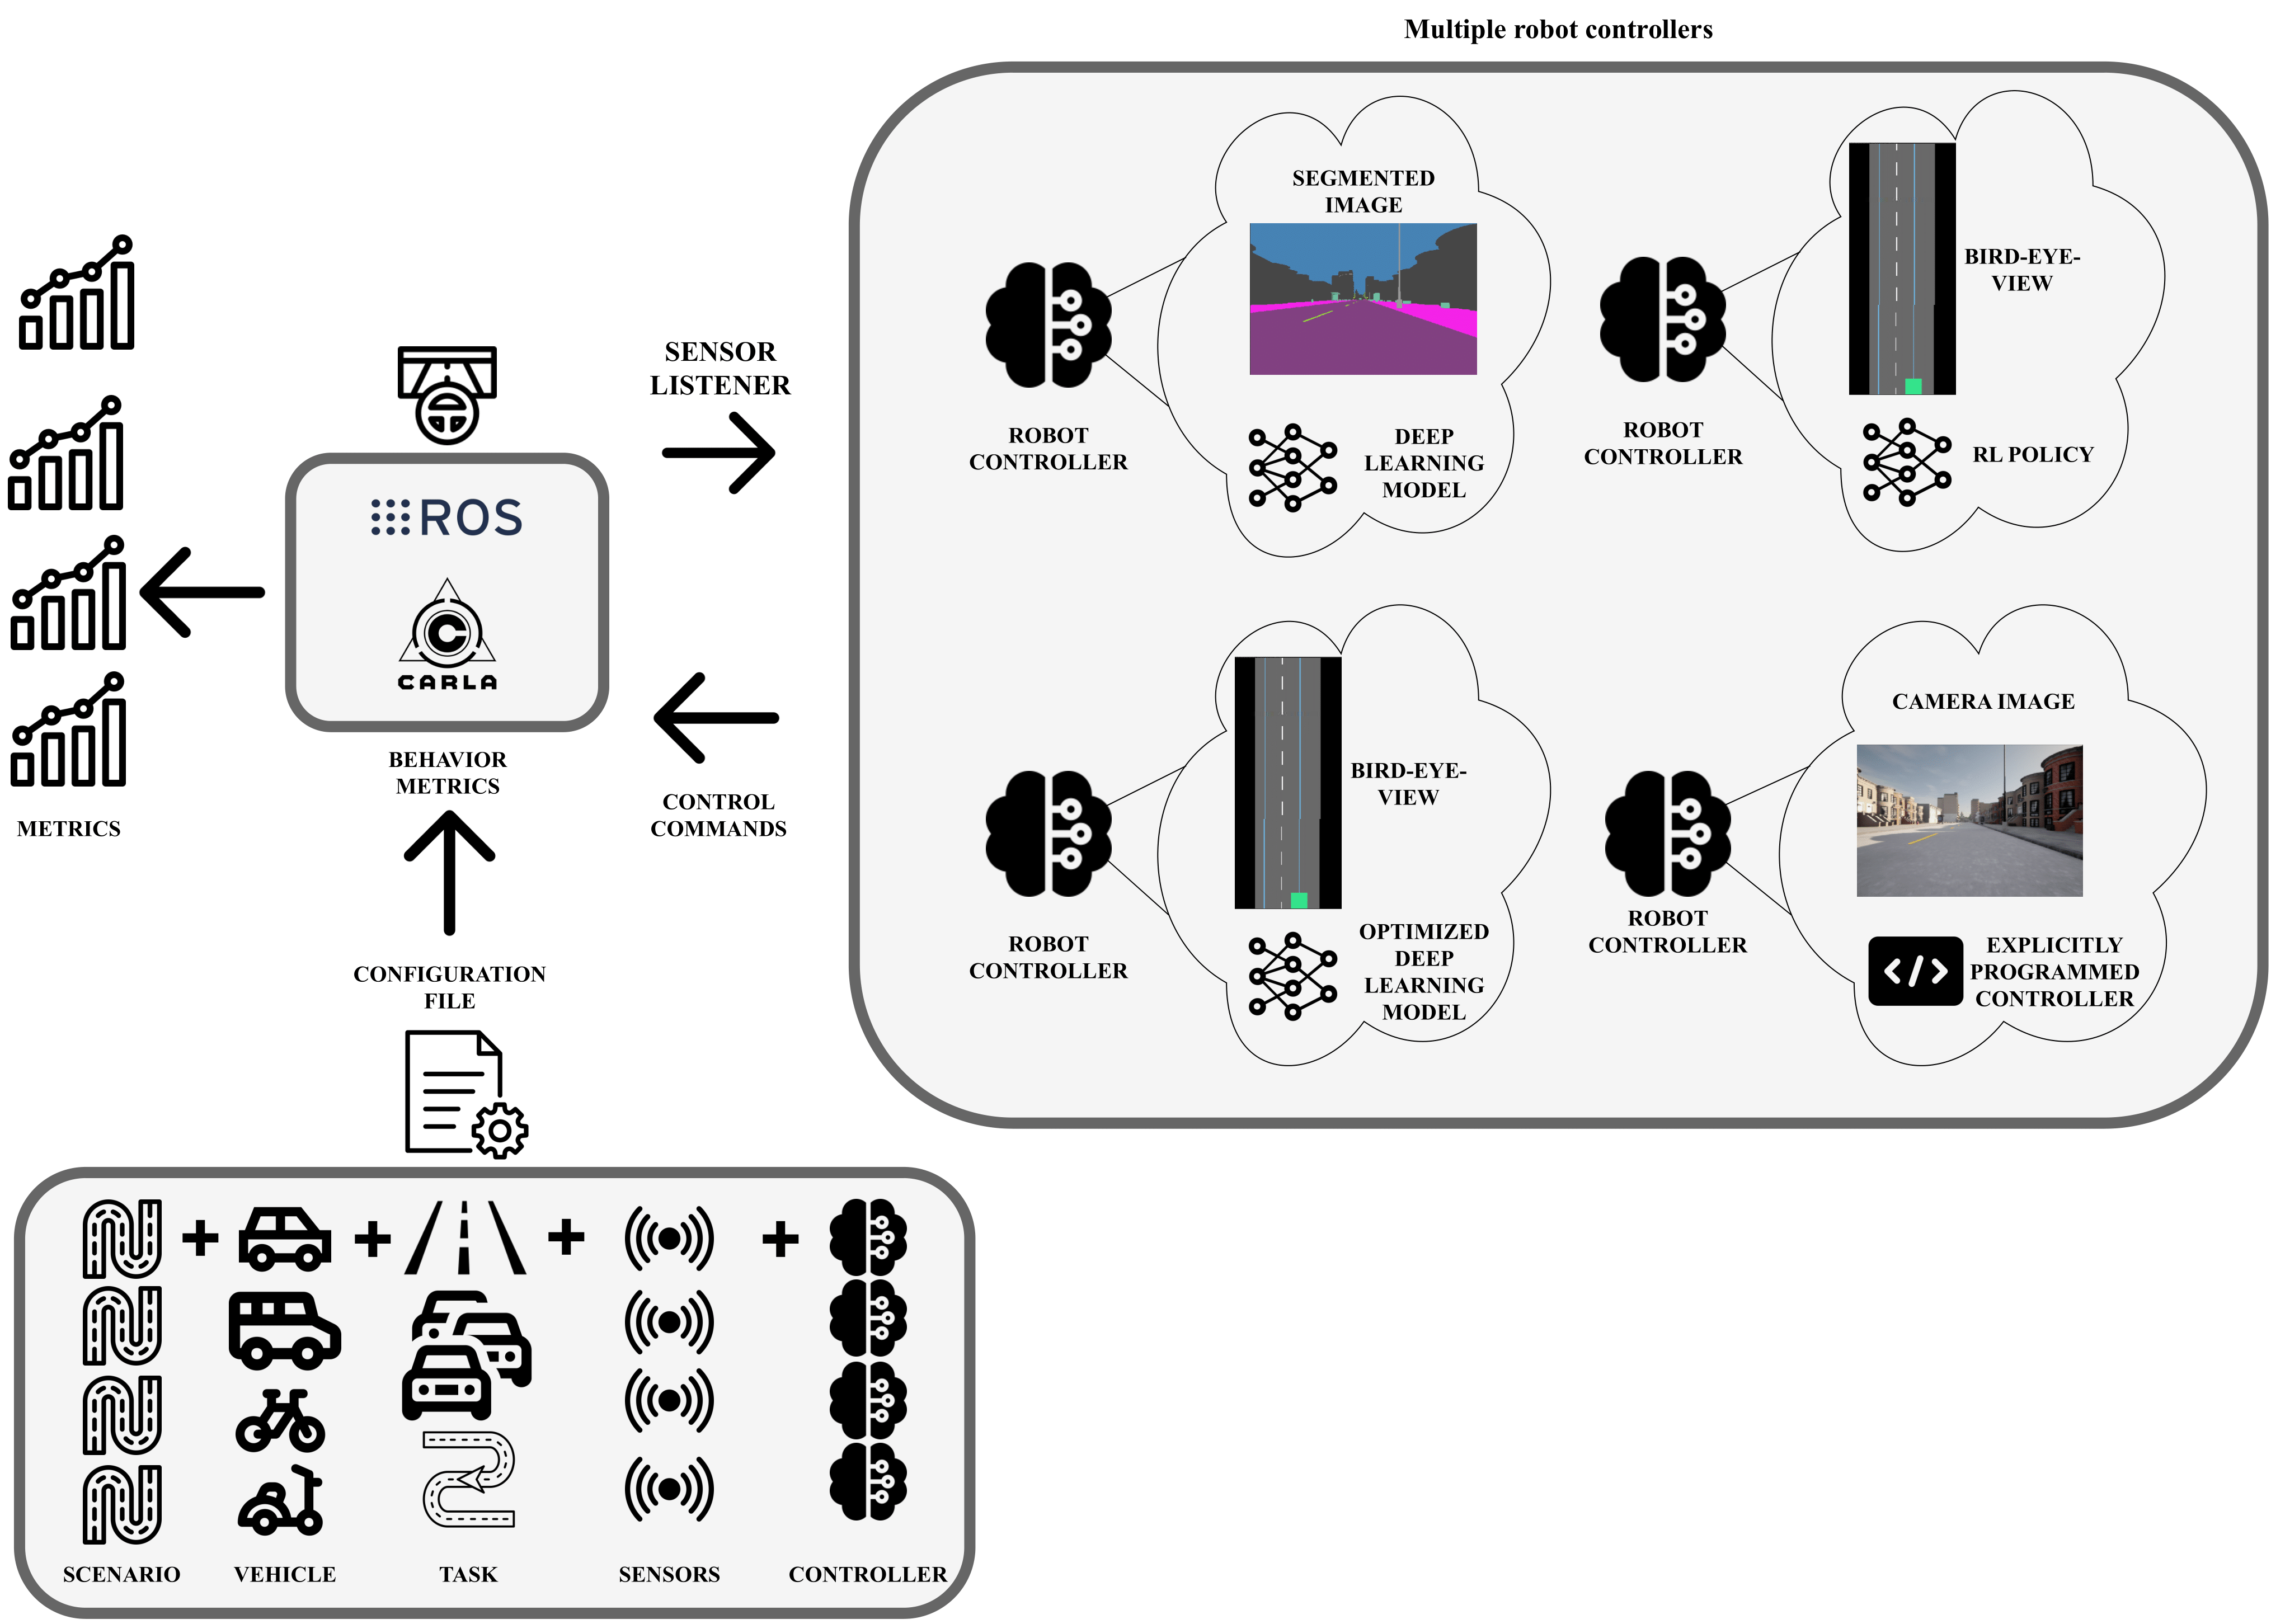 Multiple robot controllers
SEGMENTED
IMAGE
ROBOT
CONTROLLER
DEEP
LEARNING
MODEL
BIRD-EYE-
VIEW
ROBOT
CONTROLLER
RL POLICY
SENSOR
LISTENER
ROS
CARLA
BEHAVIOR
METRICS
METRICS
CONTROL
COMMANDS
BIRD-EYE-
VIEW
ROBOT
CONTROLLER
OPTIMIZED
DEEP
LEARNING
MODEL
CAMERA IMAGE
ROBOT
CONTROLLER
EXPLICITLY
PROGRAMMED
CONTROLLER
CONFIGURATION
FILE
SCENARIO
VEHICLE
TASK
SENSORS
CONTROLLER